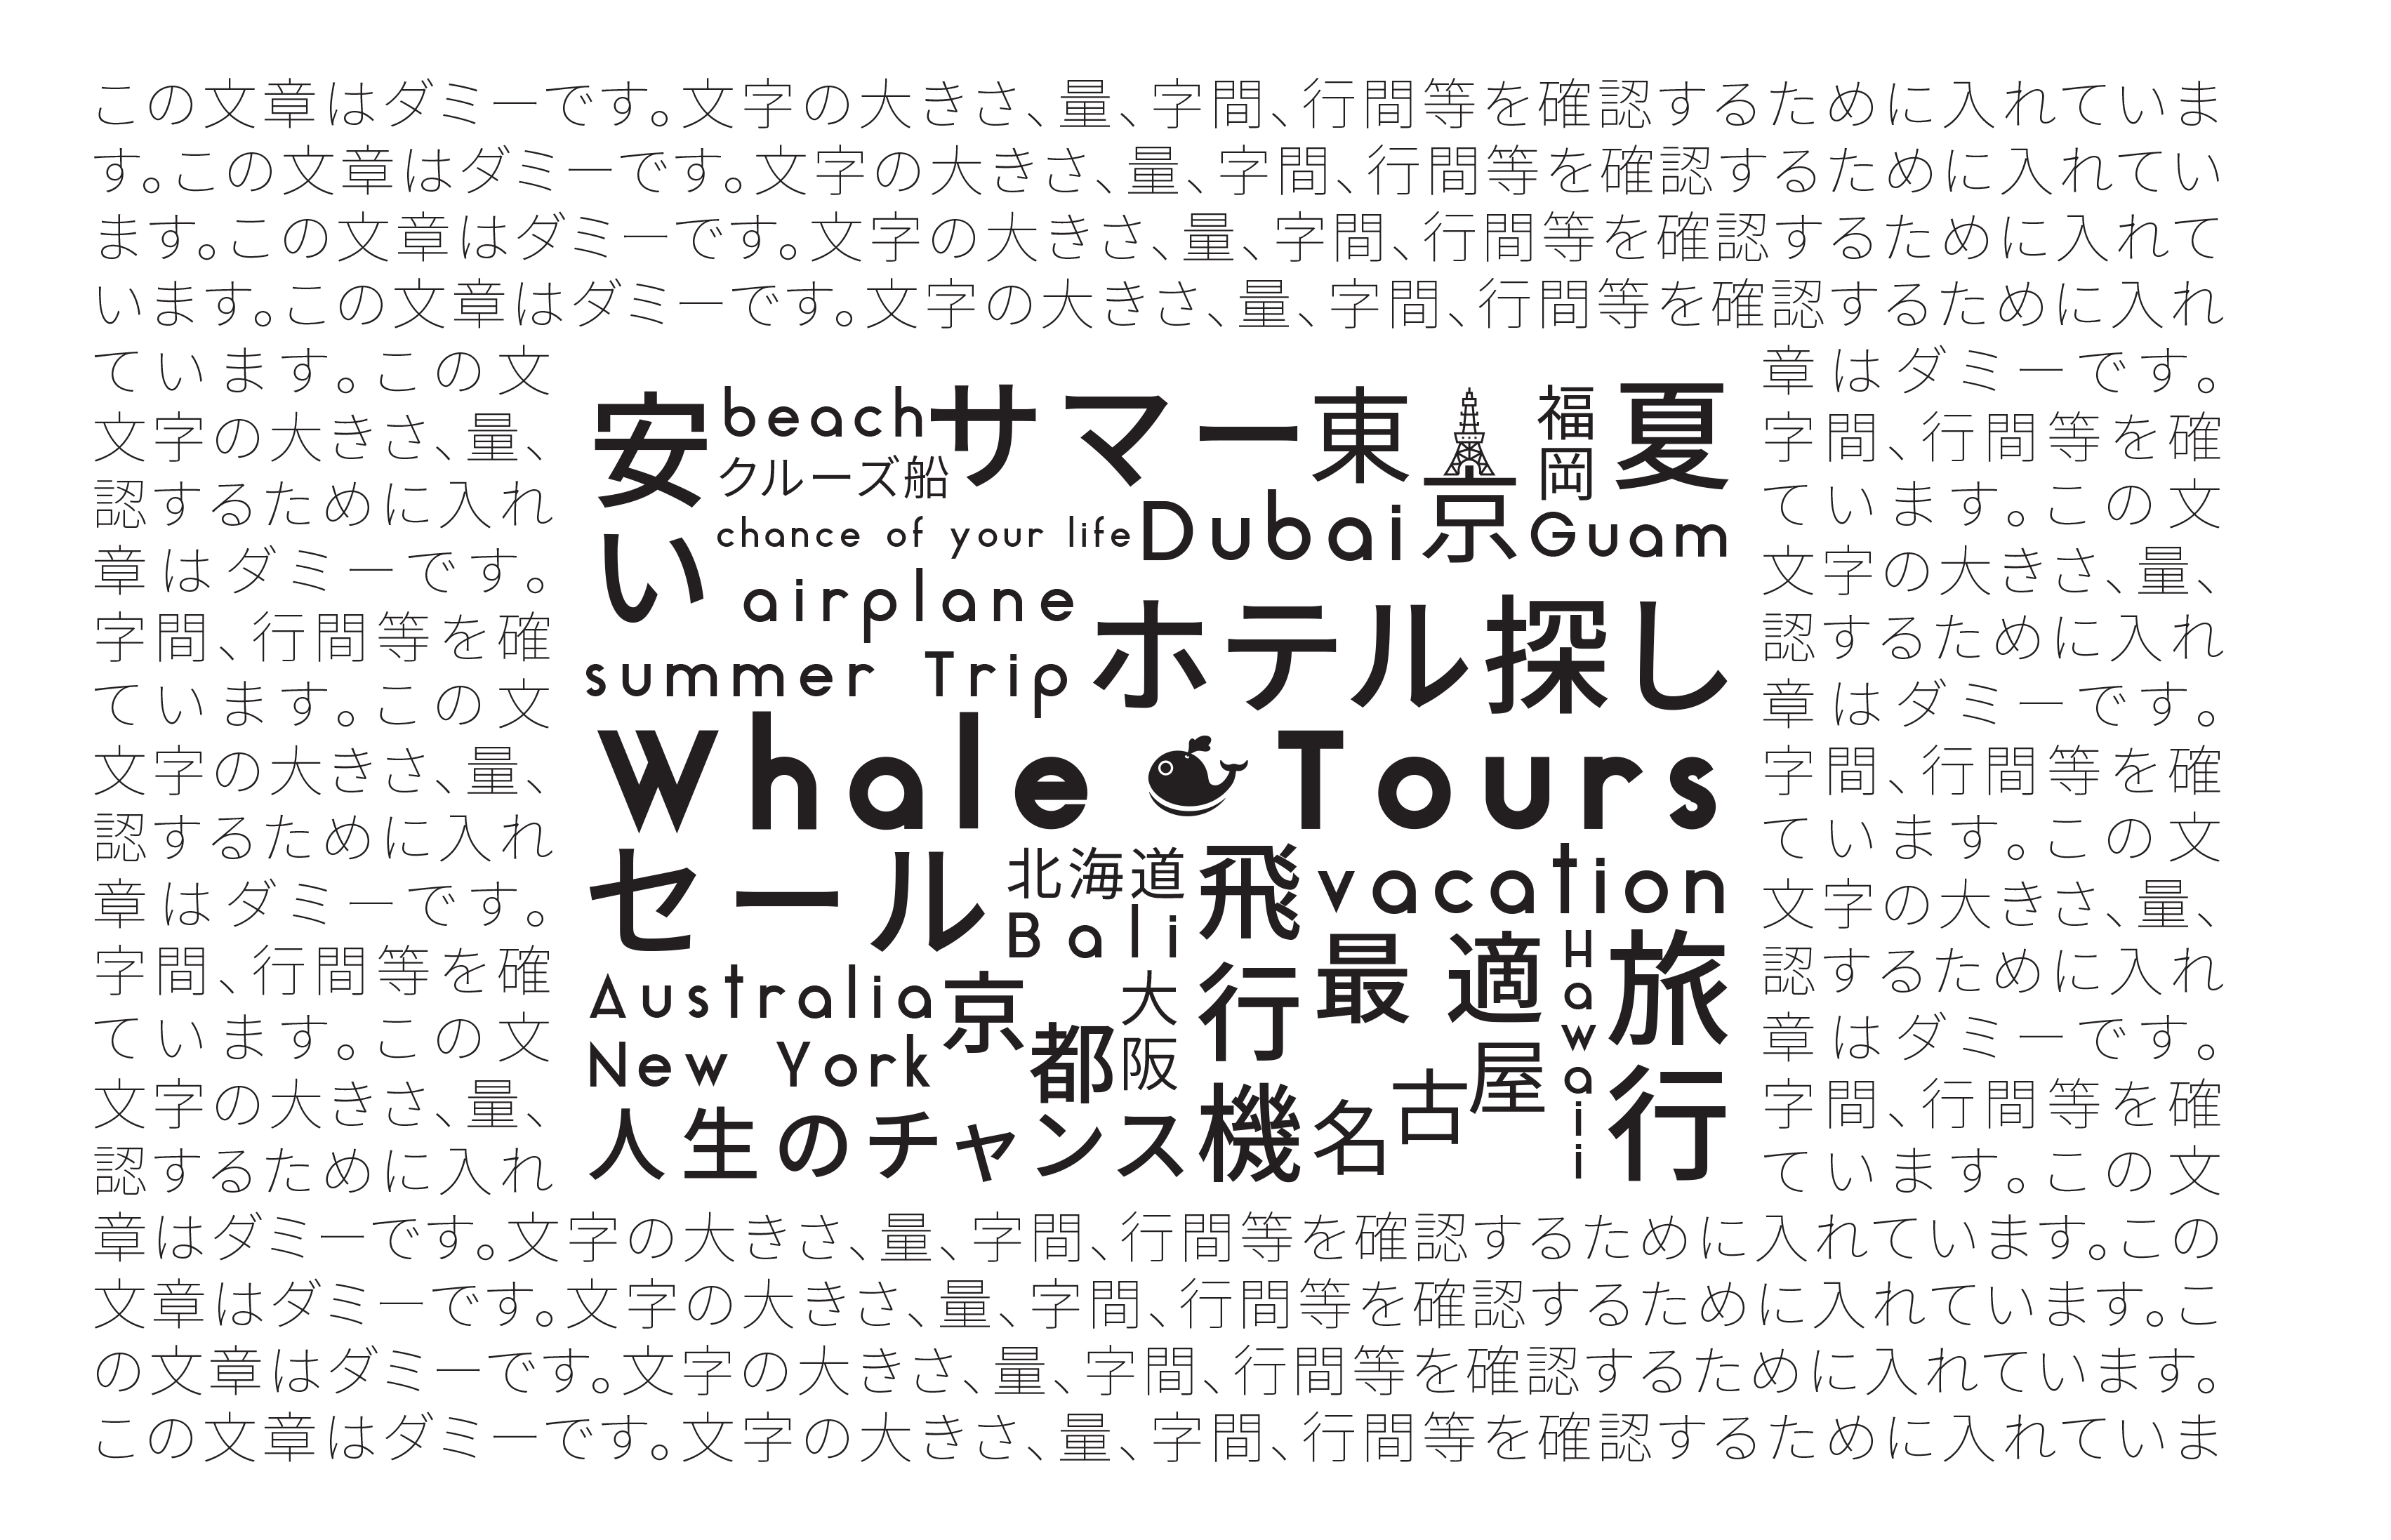 この文章はダミーです。文字の大きさ、量、字間、行間等を確認するために入れていま
す。この文章はダミーです。文字の大きさ、量、字間、行間等を確認するために入れてい
ます。この文章はダミーです。文字の大きさ、量、字間、行間等を確認するために入れて
います。この文章はダミーです。文字の大きさ、量、字間、行間等を確認するために入れ
ています。この文
章はダミーです。
文字の大きさ、量、
字間、行間等を確
認するために入れ
ています。この文
章はダミーです。
文字の大きさ、量、
字間、行間等を確
認するために入れ
ています。この文
章はダミーです。
文字の大きさ、量、
字間、行間等を確
認するために入れ
ています。この文
章はダミーです。
文字の大きさ、量、
字間、行間等を確
認するために入れ
ています。この文
章はダミーです。
文字の大きさ、量、
字間、行間等を確
認するために入れ
ています。この文
安い
beach
クルーズ船
サマー
東京
福岡
夏
chance of your life
Dubai
Guam
airplane
summer Trip
ホテル探し
Whale Tours
セール
北海道
Bali
飛行機
vacation
最適
Hawaii
旅行
Australia
京都
大阪
New York
名古屋
人生のチャンス
章はダミーです。文字の大きさ、量、字間、行間等を確認するために入れています。この
文章はダミーです。文字の大きさ、量、字間、行間等を確認するために入れています。こ
の文章はダミーです。文字の大きさ、量、字間、行間等を確認するために入れています。
この文章はダミーです。文字の大きさ、量、字間、行間等を確認するために入れていま